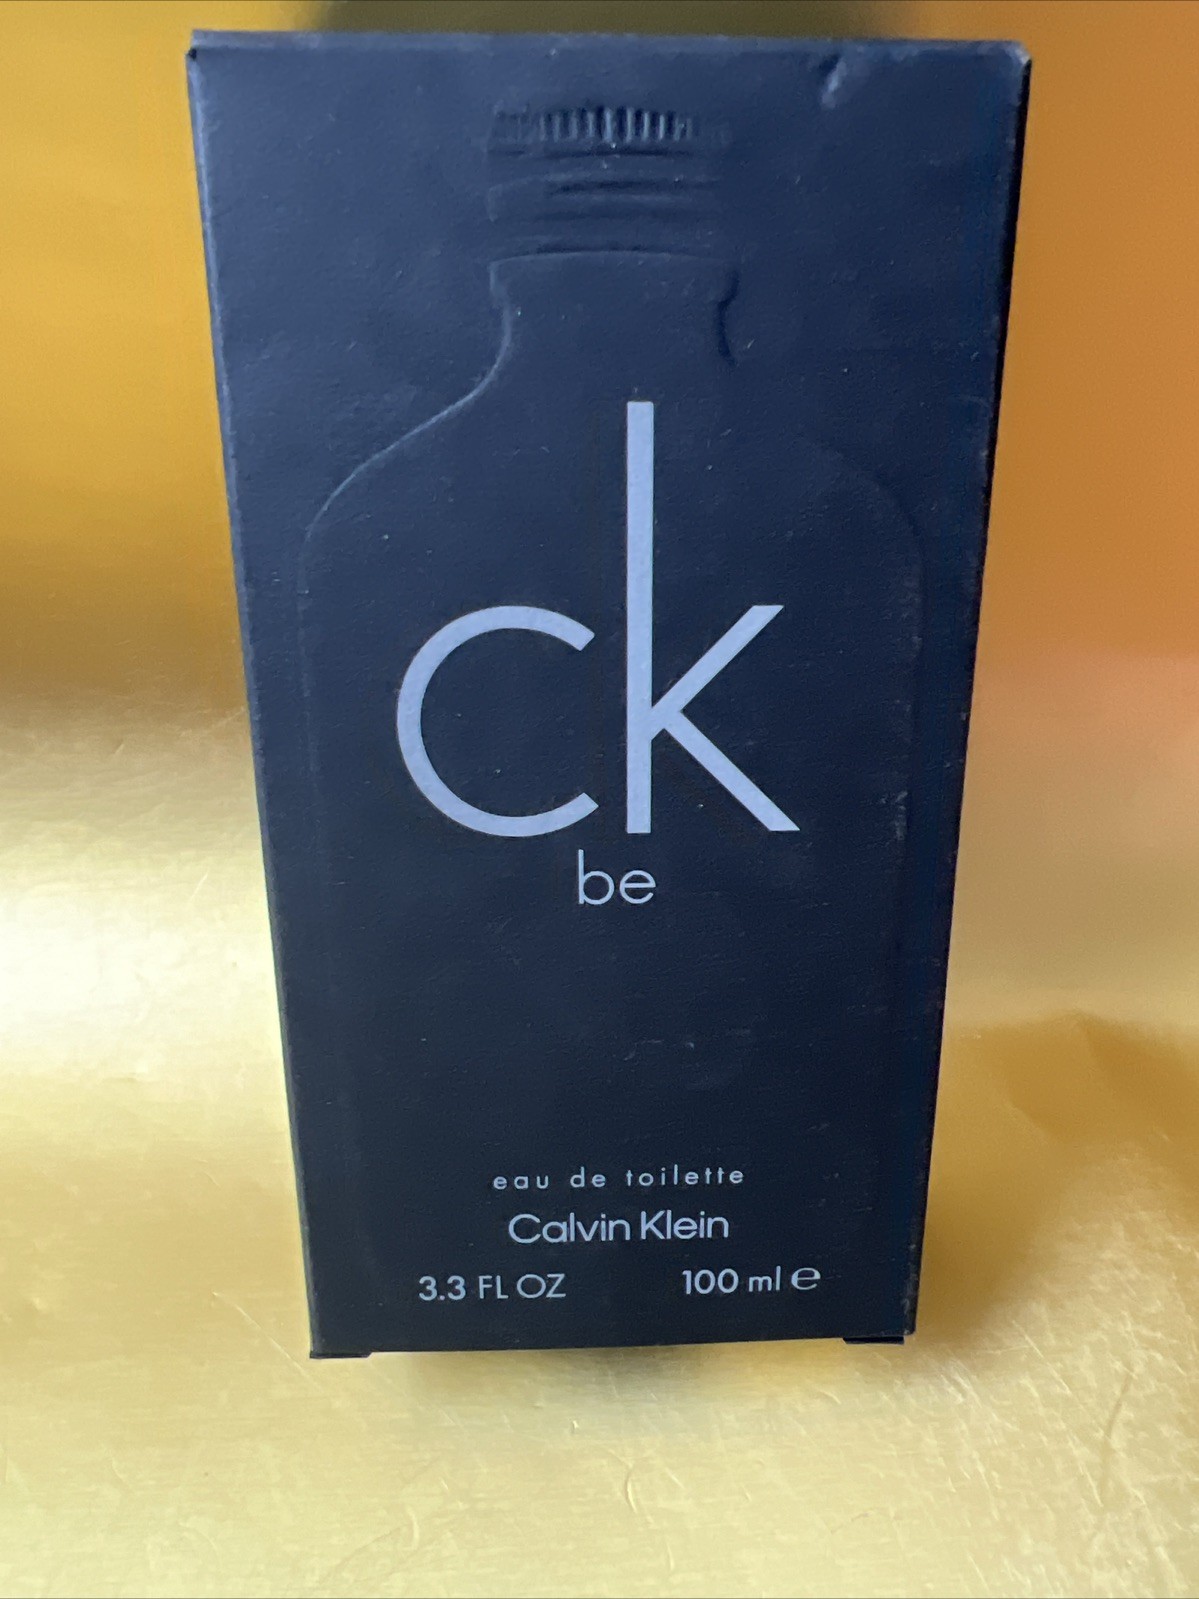 ck
be
eau de toilette
Calvin Klein
3.3 FL OZ 100 ml ℮